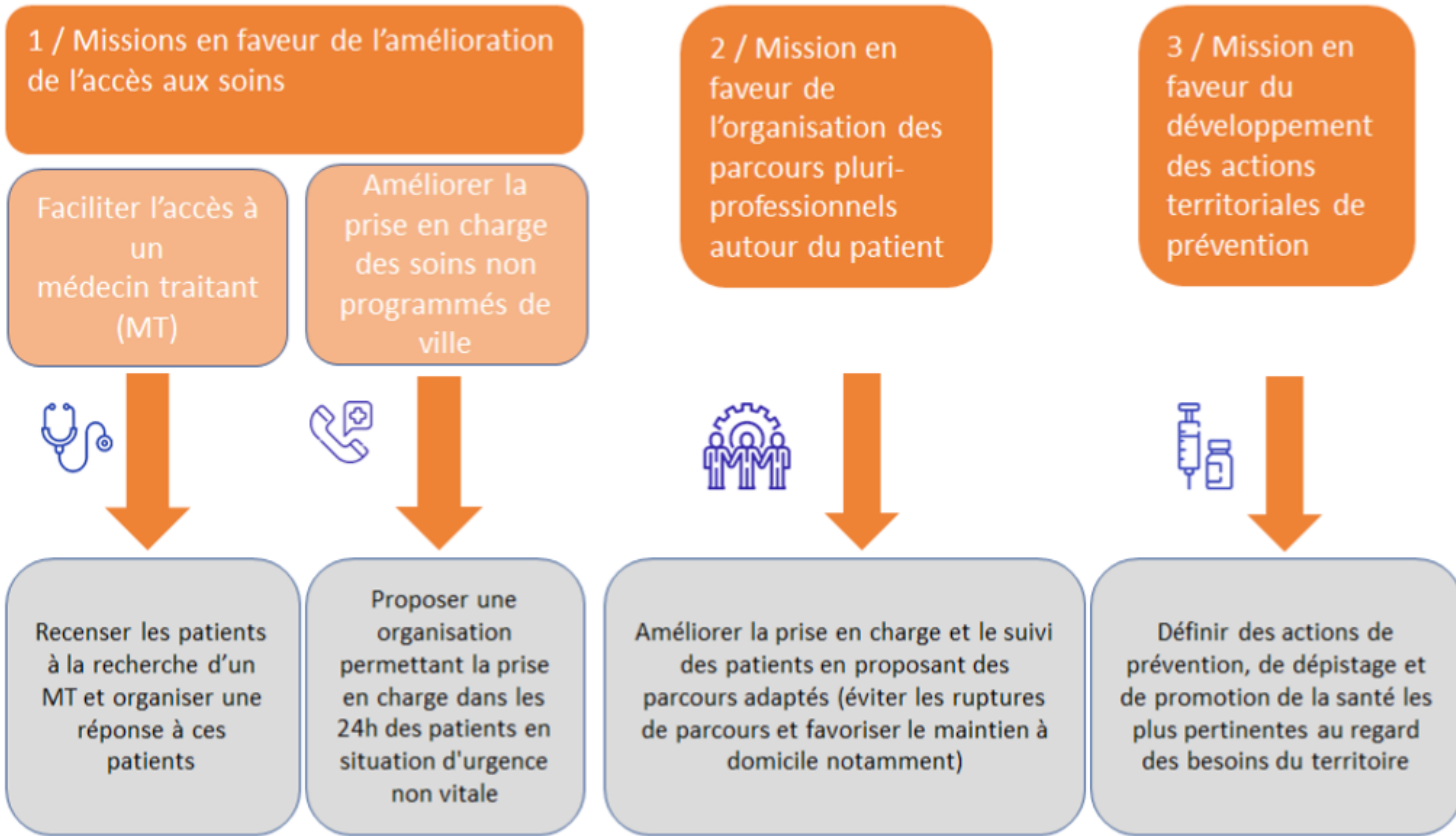 1 / Missions en faveur de l'amélioration
de l'accès aux soins
Faciliter l'accès à
un
médecin traitant
(MT)
Améliorer la
prise en charge
des soins non
programmés de
ville
2 / Mission en
faveur de
l'organisation des
parcours pluri-
professionnels
autour du patient
3 / Mission en
faveur du
développement
des actions
territoriales de
prévention
Recenser les patients
à la recherche d'un
MT et organiser une
réponse à ces
patients
Proposer une
organisation
permettant la prise
en charge dans les
24h des patients en
situation d'urgence
non vitale
Améliorer la prise en charge et le suivi
des patients en proposant des
parcours adaptés (éviter les ruptures
de parcours et favoriser le maintien à
domicile notamment)
Définir des actions de
prévention, de dépistage et
de promotion de la santé les
plus pertinentes au regard
des besoins du territoire